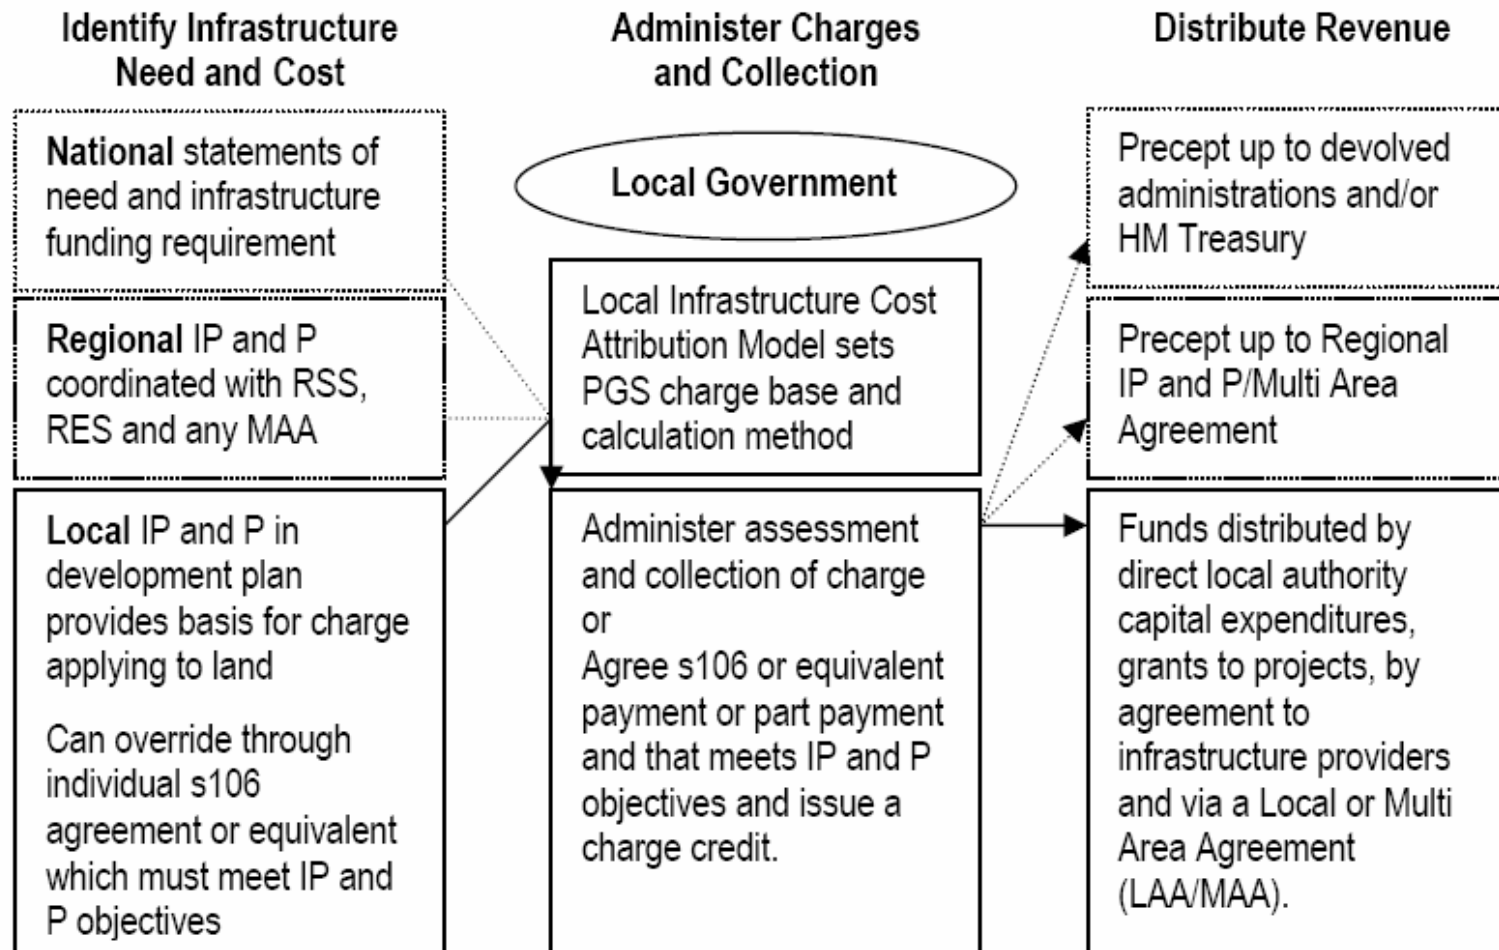 Identify Infrastructure
Need and Cost
National statements of
need and infrastructure
funding requirement
Regional IP and P
coordinated with RSS,
RES and any MAA
Local IP and P in
development plan
provides basis for charge
applying to land
Can override through
individual s106
agreement or equivalent
which must meet IP and
P objectives
Administer Charges
and Collection
Local Government
Local Infrastructure Cost
Attribution Model sets
PGS charge base and
calculation method
Administer assessment
and collection of charge
or
Agree s106 or equivalent
payment or part payment
and that meets IP and P
objectives and issue a
charge credit.
Distribute Revenue
Precept up to devolved
administrations and/or
HM Treasury
Precept up to Regional
IP and P/Multi Area
Agreement
Funds distributed by
direct local authority
capital expenditures,
grants to projects, by
agreement to
infrastructure providers
and via a Local or Multi
Area Agreement
(LAA/MAA).